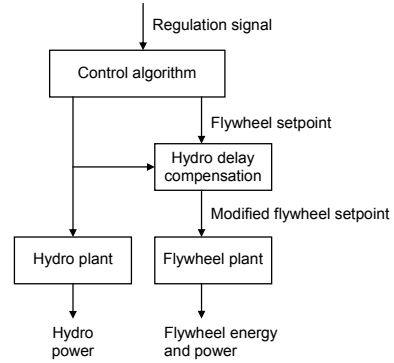 Regulation signal
Control algorithm
Flywheel setpoint
Hydro delay
compensation
Modified flywheel setpoint
Hydro plant
Flywheel plant
Hydro
power
Flywheel energy
and power